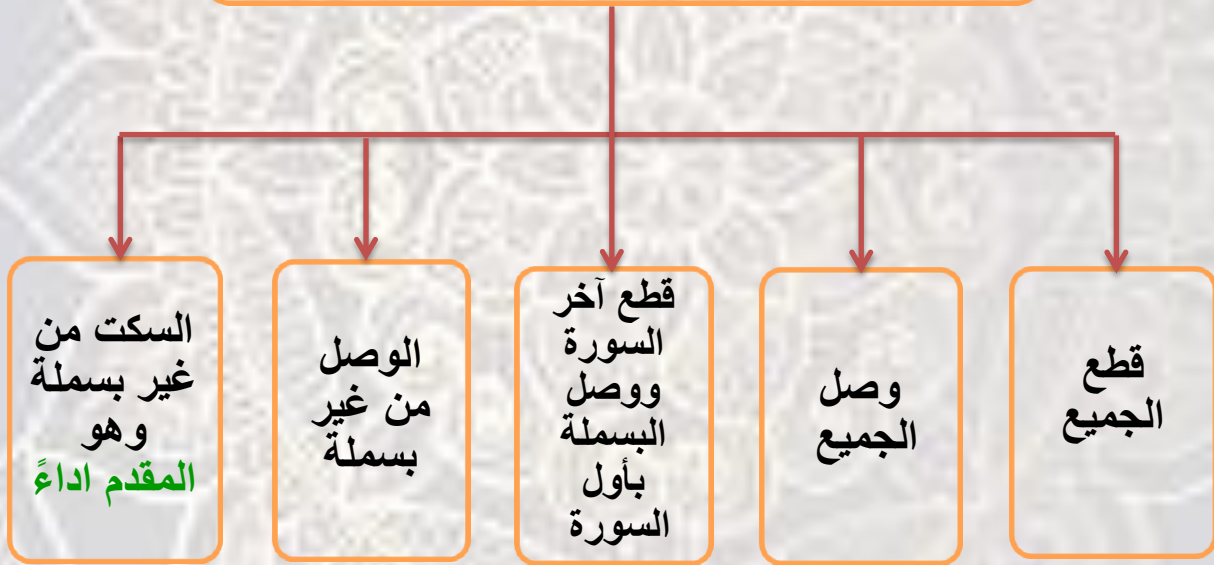 قطع
الجميع
وصل
الجميع
قطع آخر
السورة
ووصل
البسملة
بأول
السورة
الوصل
من غير
بسملة
السكت من
غير بسملة
وهو
المقدم اداءً